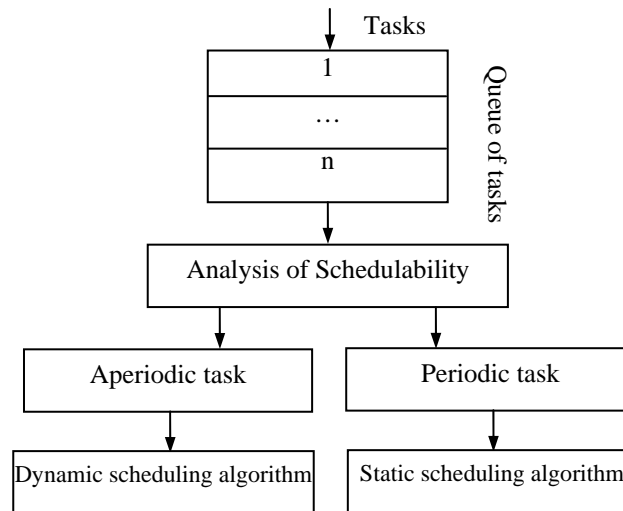 Tasks
1
…
n
Queue of tasks
Analysis of Schedulability
Aperiodic task
Periodic task
Dynamic scheduling algorithm
Static scheduling algorithm